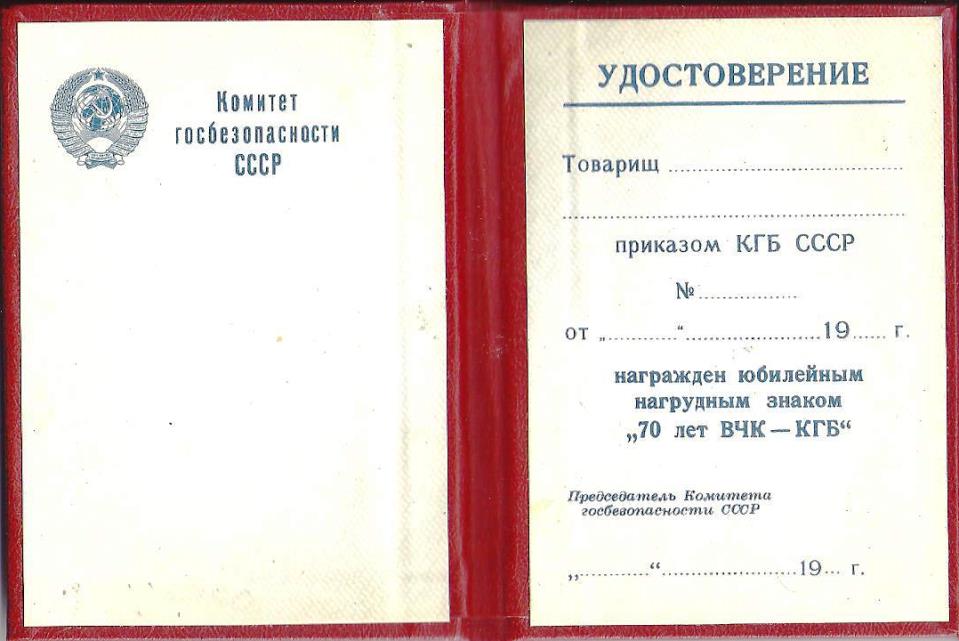 Комитет
госбезопасности
СССР
УДОСТОВЕРЕНИЕ
Товарищ ..............................
..............................
приказом КГБ СССР
№ ..............
от „..........“ .................... 19...... г.
награжден юбилейным
нагрудным знаком
„70 лет ВЧК — КГБ“
Председатель Комитета
госбезопасности СССР
„..........“ .................... 19.... г.